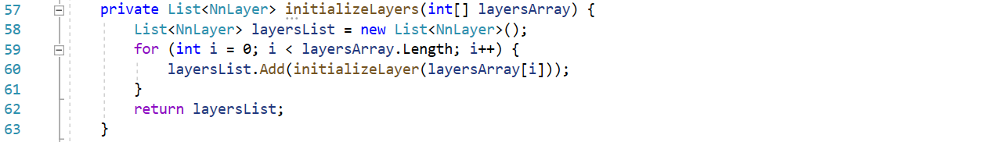 57 private List<NnLayer> initializeLayers(int[] layersArray) {
58 List<NnLayer> layersList = new List<NnLayer>();
59 for (int i = 0; i < layersArray.Length; i++) {
60 layersList.Add(initializeLayer(layersArray[i]));
61 }
62 return layersList;
63 }